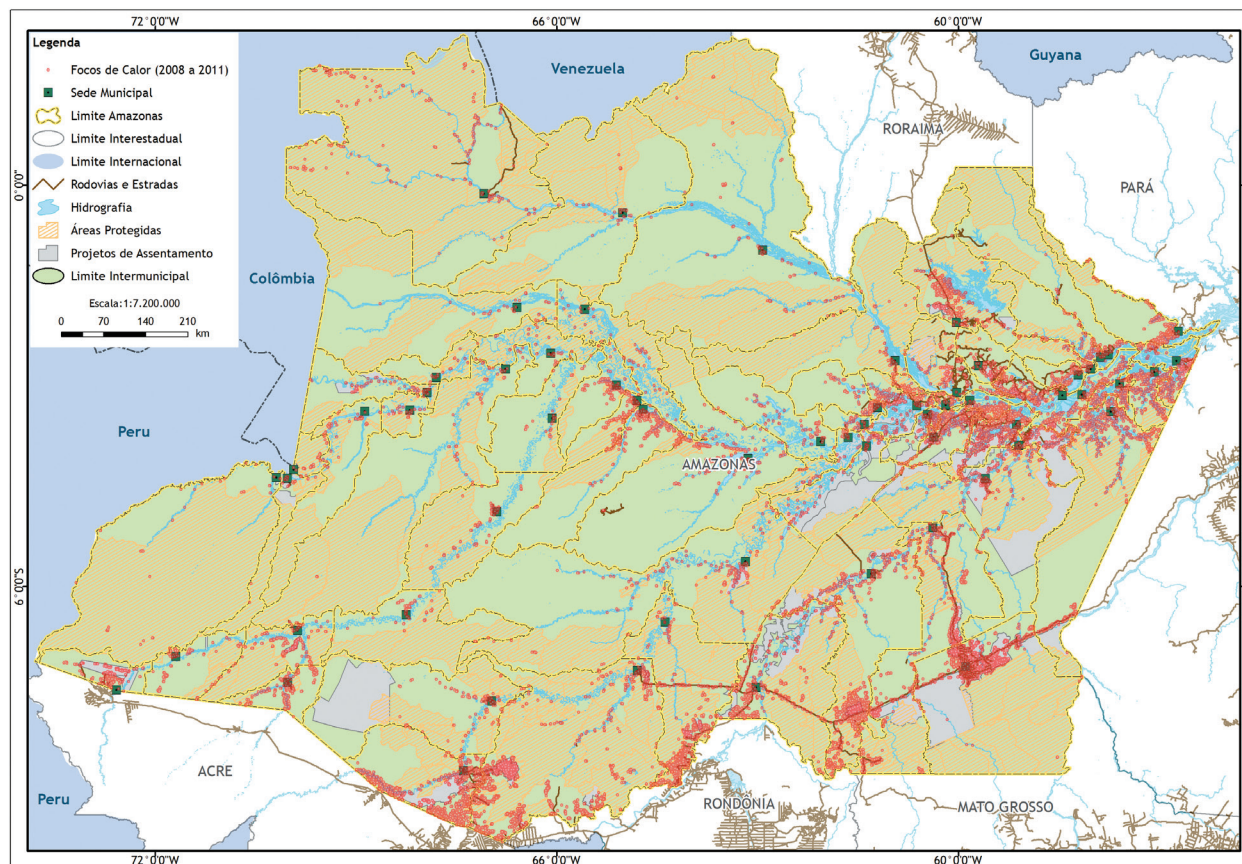 72°0'0"W
66°0'0"W
60°0'0"W
Legenda
Focos de Calor (2008 a 2011)
Sede Municipal
Limite Amazonas
Limite Interestadual
Limite Internacional
Rodovias e Estradas
Hidrografia
Áreas Protegidas
Projetos de Assentamento
Limite Intermunicipal
Escala:1:7.200.000
0 35 70 140 210
km
Venezuela
Guyana
RORAIMA
PARÁ
0°0'0"
Colômbia
Peru
AMAZONAS
6°0'0"S
ACRE
Peru
RONDÔNIA
MATO GROSSO
72°0'0"W
66°0'0"W
60°0'0"W